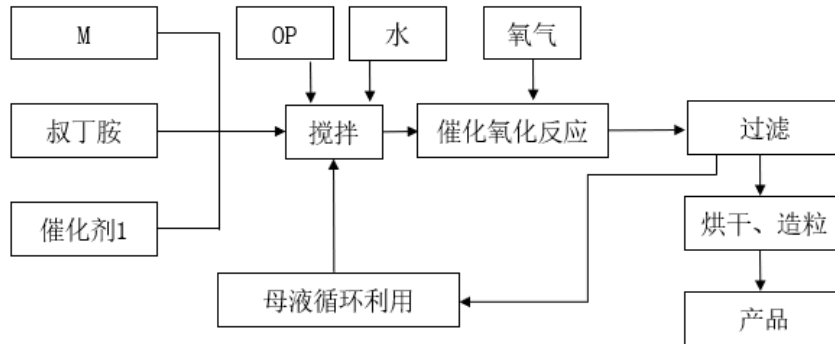 M
OP
水
氧气
叔丁胺
搅拌
催化氧化反应
过滤
催化剂1
烘干、造粒
母液循环利用
产品